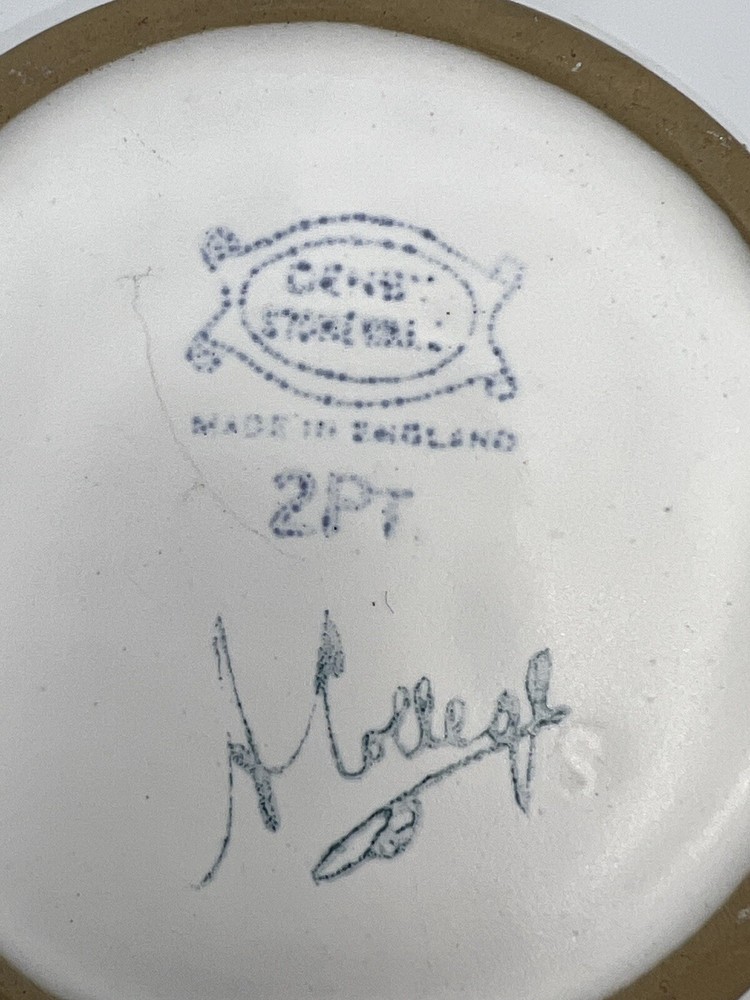 DENBY
STONEWARE
MADE IN ENGLAND
2PT
S